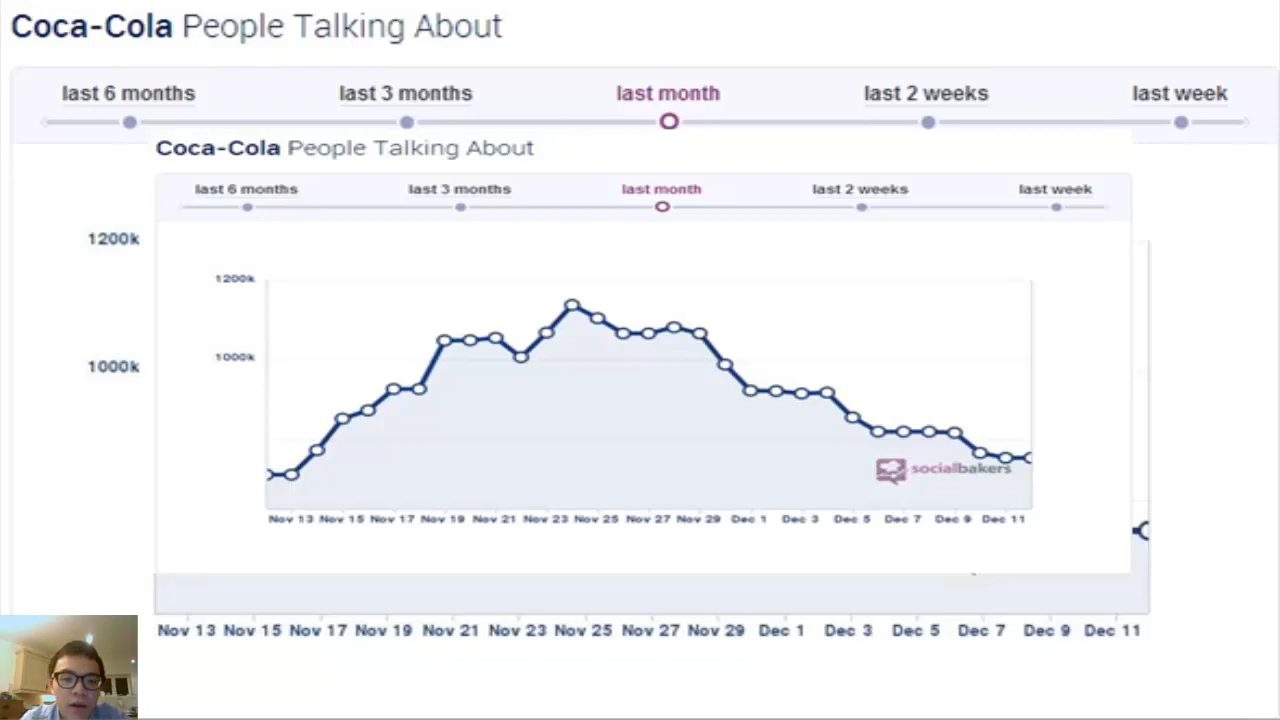 Coca-Cola People Talking About
last 6 months last 3 months last month last 2 weeks last week
Coca-Cola People Talking About
last 6 months last 3 months last month last 2 weeks last week
1200k
1200k
1000k
1000k
socialbakers
Nov 13 Nov 15 Nov 17 Nov 19 Nov 21 Nov 23 Nov 25 Nov 27 Nov 29 Dec 1 Dec 3 Dec 5 Dec 7 Dec 9 Dec 11
Nov 13 Nov 15 Nov 17 Nov 19 Nov 21 Nov 23 Nov 25 Nov 27 Nov 29 Dec 1 Dec 3 Dec 5 Dec 7 Dec 9 Dec 11